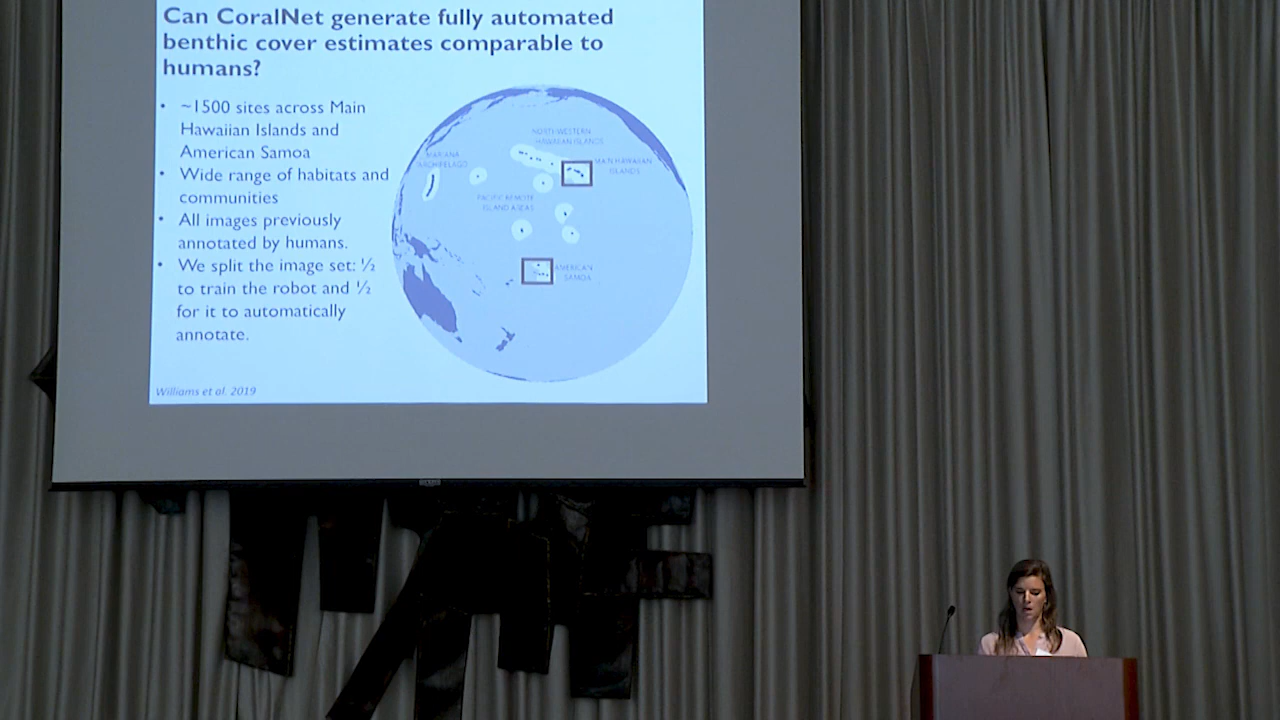 Can CoralNet generate fully automated
benthic cover estimates comparable to
humans?
• ~1500 sites across Main
Hawaiian Islands and
American Samoa
• Wide range of habitats and
communities
• All images previously
annotated by humans.
• We split the image set: ½
to train the robot and ½
for it to automatically
annotate.
NORTHWESTERN
HAWAIIAN ISLANDS
MARIANA
ARCHIPELAGO
MAIN HAWAIIAN
ISLANDS
PACIFIC REMOTE
ISLAND AREAS
AMERICAN
SAMOA
Williams et al. 2019